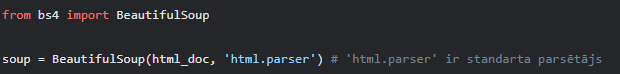 from bs4 import BeautifulSoup
soup = BeautifulSoup(html_doc, 'html.parser') # 'html.parser' ir standarta parsētājs